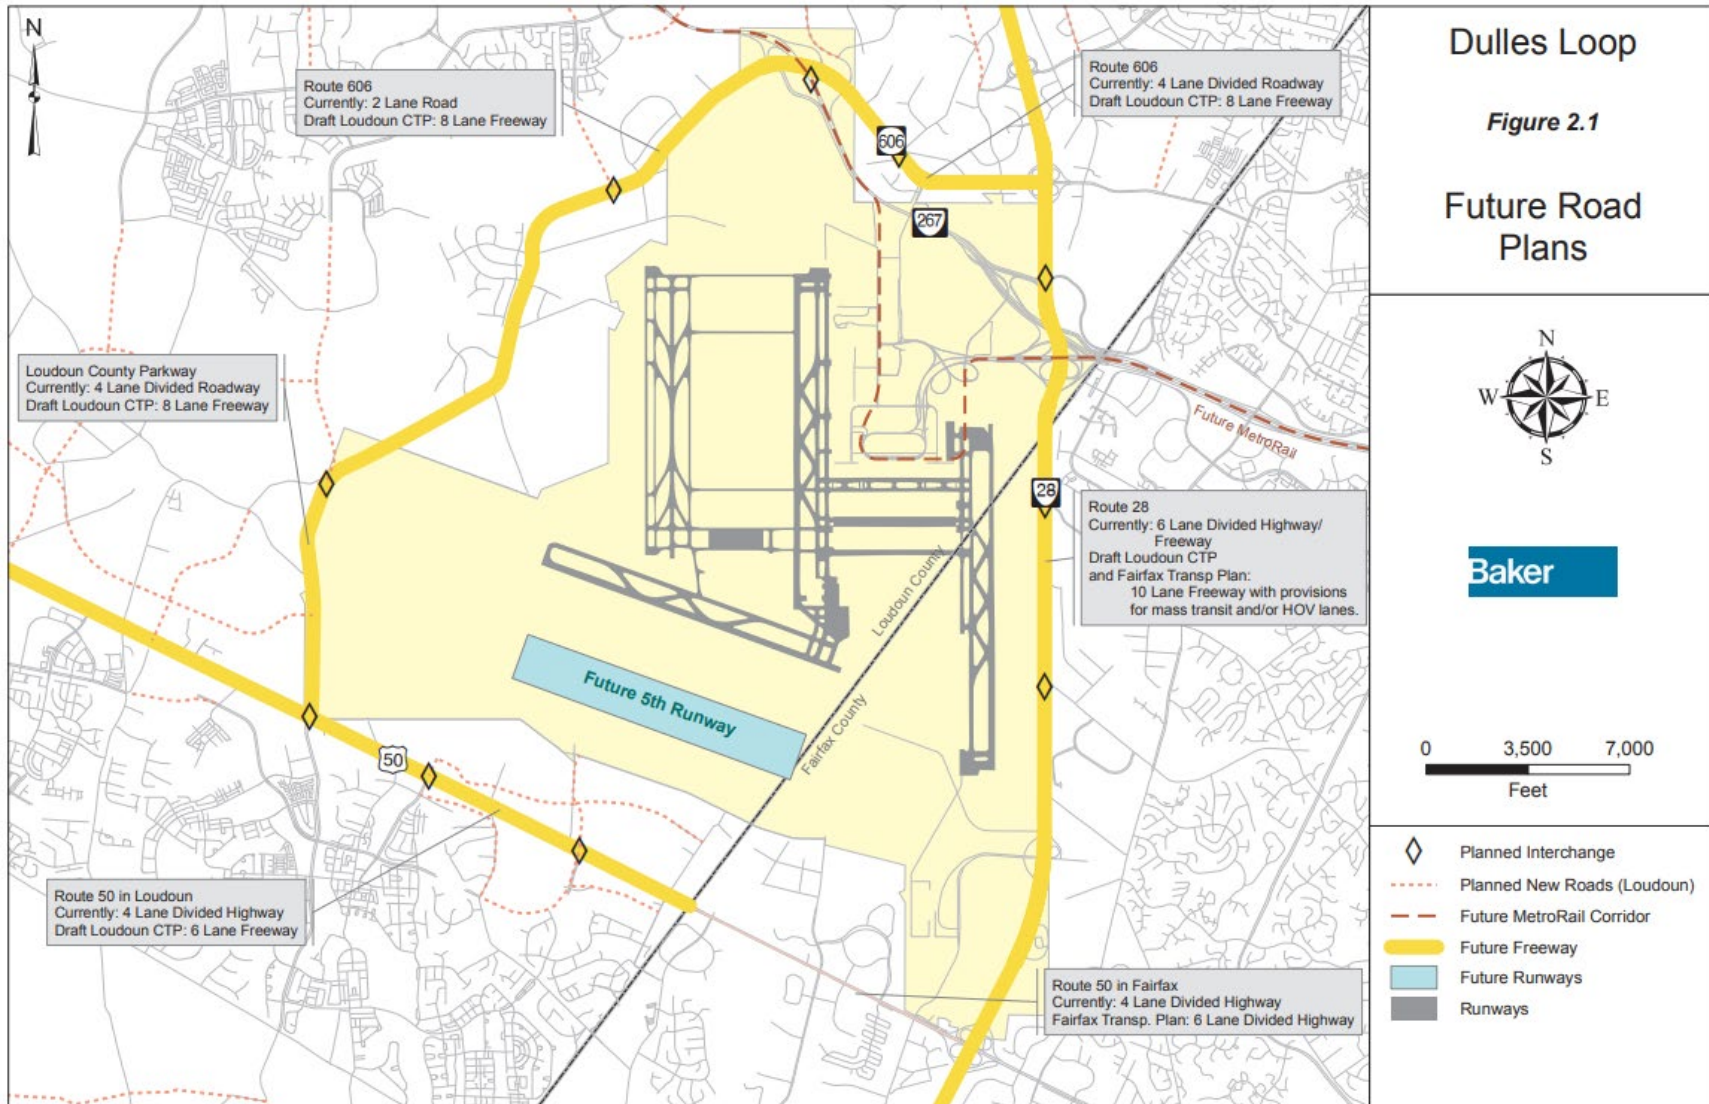 N
Route 606
Currently: 2 Lane Road
Draft Loudoun CTP: 8 Lane Freeway
Route 606
Currently: 4 Lane Divided Roadway
Draft Loudoun CTP: 8 Lane Freeway
606
267
Loudoun County Parkway
Currently: 4 Lane Divided Roadway
Draft Loudoun CTP: 8 Lane Freeway
Future MetroRail
28
Route 28
Currently: 6 Lane Divided Highway/
Freeway
Draft Loudoun CTP
and Fairfax Transp Plan:
10 Lane Freeway with provisions
for mass transit and/or HOV lanes.
Loudoun County
Fairfax County
Future 5th Runway
50
Route 50 in Loudoun
Currently: 4 Lane Divided Highway
Draft Loudoun CTP: 6 Lane Freeway
Route 50 in Fairfax
Currently: 4 Lane Divided Highway
Fairfax Transp. Plan: 6 Lane Divided Highway
Dulles Loop
Figure 2.1
Future Road
Plans
N
W E
S
Baker
0 3,500 7,000
Feet
Planned Interchange
Planned New Roads (Loudoun)
Future MetroRail Corridor
Future Freeway
Future Runways
Runways